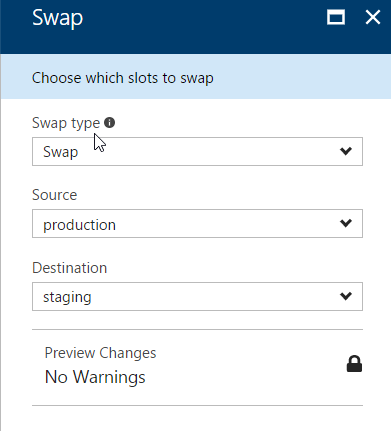 Swap
Choose which slots to swap
Swap type
Swap
Source
production
Destination
staging
Preview Changes
No Warnings